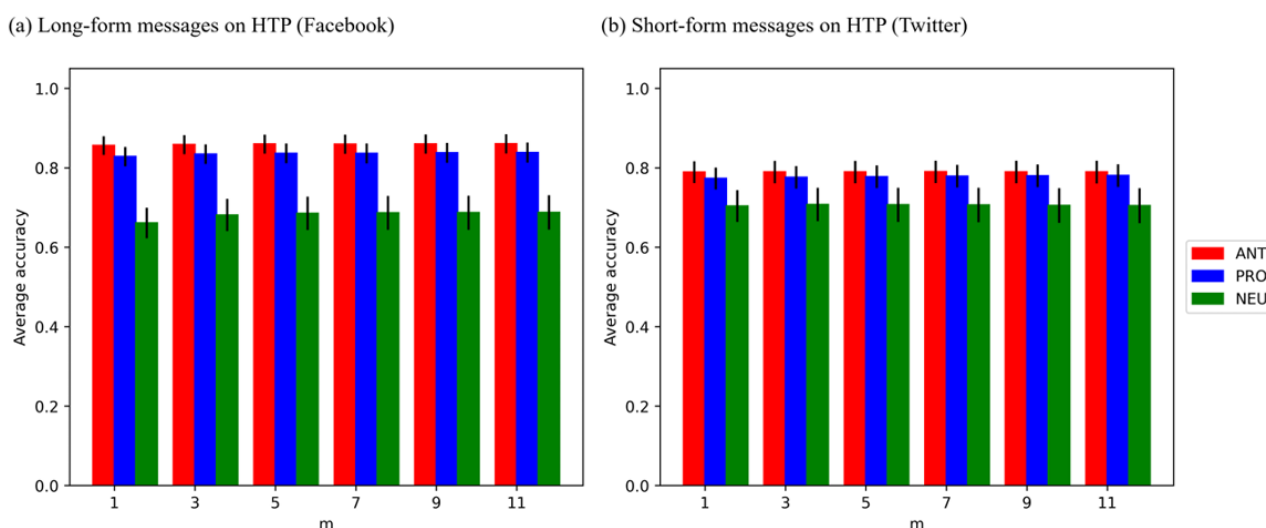 (a) Long-form messages on HTP (Facebook)
(b) Short-form messages on HTP (Twitter)
1.0
0.8
0.6
0.4
0.2
0.0
Average accuracy
1 3 5 7 9 11
m
1.0
0.8
0.6
0.4
0.2
0.0
Average accuracy
1 3 5 7 9 11
m
ANT
PRO
NEU